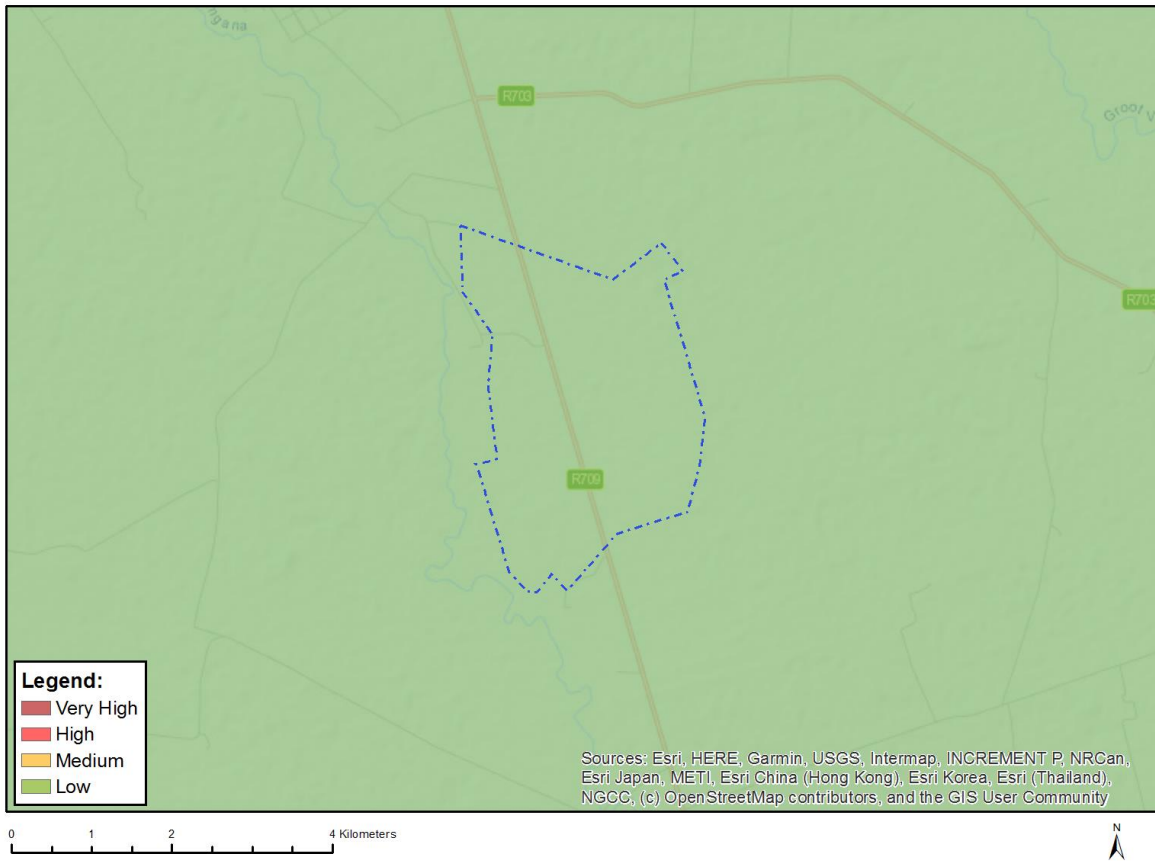 ngana
R703
Groot V
R703
R709
Legend:
Very High
High
Medium
Low
Sources: Esri, HERE, Garmin, USGS, Intermap, INCREMENT P, NRCan,
Esri Japan, METI, Esri China (Hong Kong), Esri Korea, Esri (Thailand),
NGCC, (c) OpenStreetMap contributors, and the GIS User Community
0 1 2 4 Kilometers
N